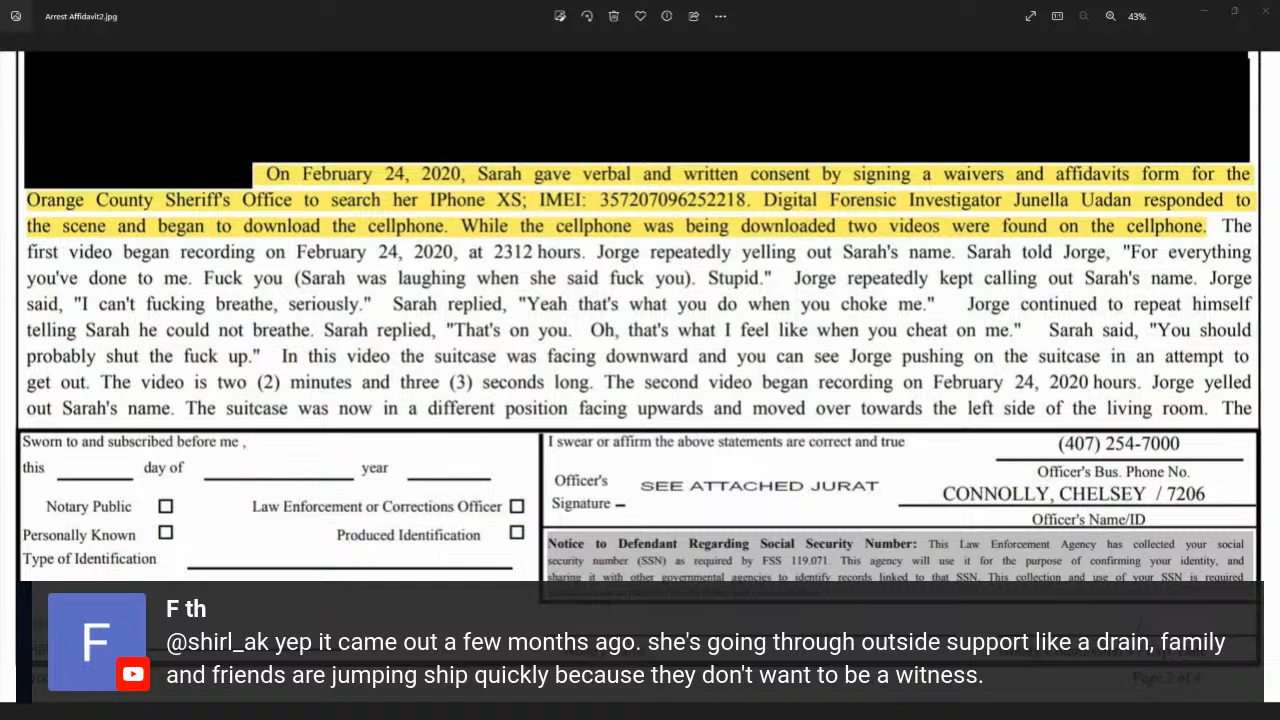 Arrest Affidavit2.jpg
43%
On February 24, 2020, Sarah gave verbal and written consent by signing a waivers and affidavits form for the
Orange County Sheriff's Office to search her IPhone XS; IMEI: 357207096252218. Digital Forensic Investigator Junella Uadan responded to
the scene and began to download the cellphone. While the cellphone was being downloaded two videos were found on the cellphone. The
first video began recording on February 24, 2020, at 2312 hours. Jorge repeatedly yelling out Sarah's name. Sarah told Jorge, "For everything
you've done to me. Fuck you (Sarah was laughing when she said fuck you). Stupid." Jorge repeatedly kept calling out Sarah's name. Jorge
said, "I can't fucking breathe, seriously." Sarah replied, "Yeah that's what you do when you choke me." Jorge continued to repeat himself
telling Sarah he could not breathe. Sarah replied, "That's on you. Oh, that's what I feel like when you cheat on me." Sarah said, "You should
probably shut the fuck up." In this video the suitcase was facing downward and you can see Jorge pushing on the suitcase in an attempt to
get out. The video is two (2) minutes and three (3) seconds long. The second video began recording on February 24, 2020 hours. Jorge yelled
out Sarah's name. The suitcase was now in a different position facing upwards and moved over towards the left side of the living room. The
Sworn to and subscribed before me ,
this day of year
Notary Public Law Enforcement or Corrections Officer
Personally Known Produced Identification
Type of Identification
I swear or affirm the above statements are correct and true
(407) 254-7000
Officer's Bus. Phone No.
Officer's
Signature
SEE ATTACHED JURAT
CONNOLLY, CHELSEY / 7206
Officer's Name/ID
Notice to Defendant Regarding Social Security Number: This Law Enforcement Agency has collected your social
security number (SSN) as required by FSS 119.071. This agency will use it for the purpose of confirming your identity, and
sharing it with other governmental agencies to identify records linked to that SSN. This collection and use of your SSN is required
F
F th
@shirl_ak yep it came out a few months ago. she's going through outside support like a drain, family
and friends are jumping ship quickly because they don't want to be a witness.
Page 2 of 4